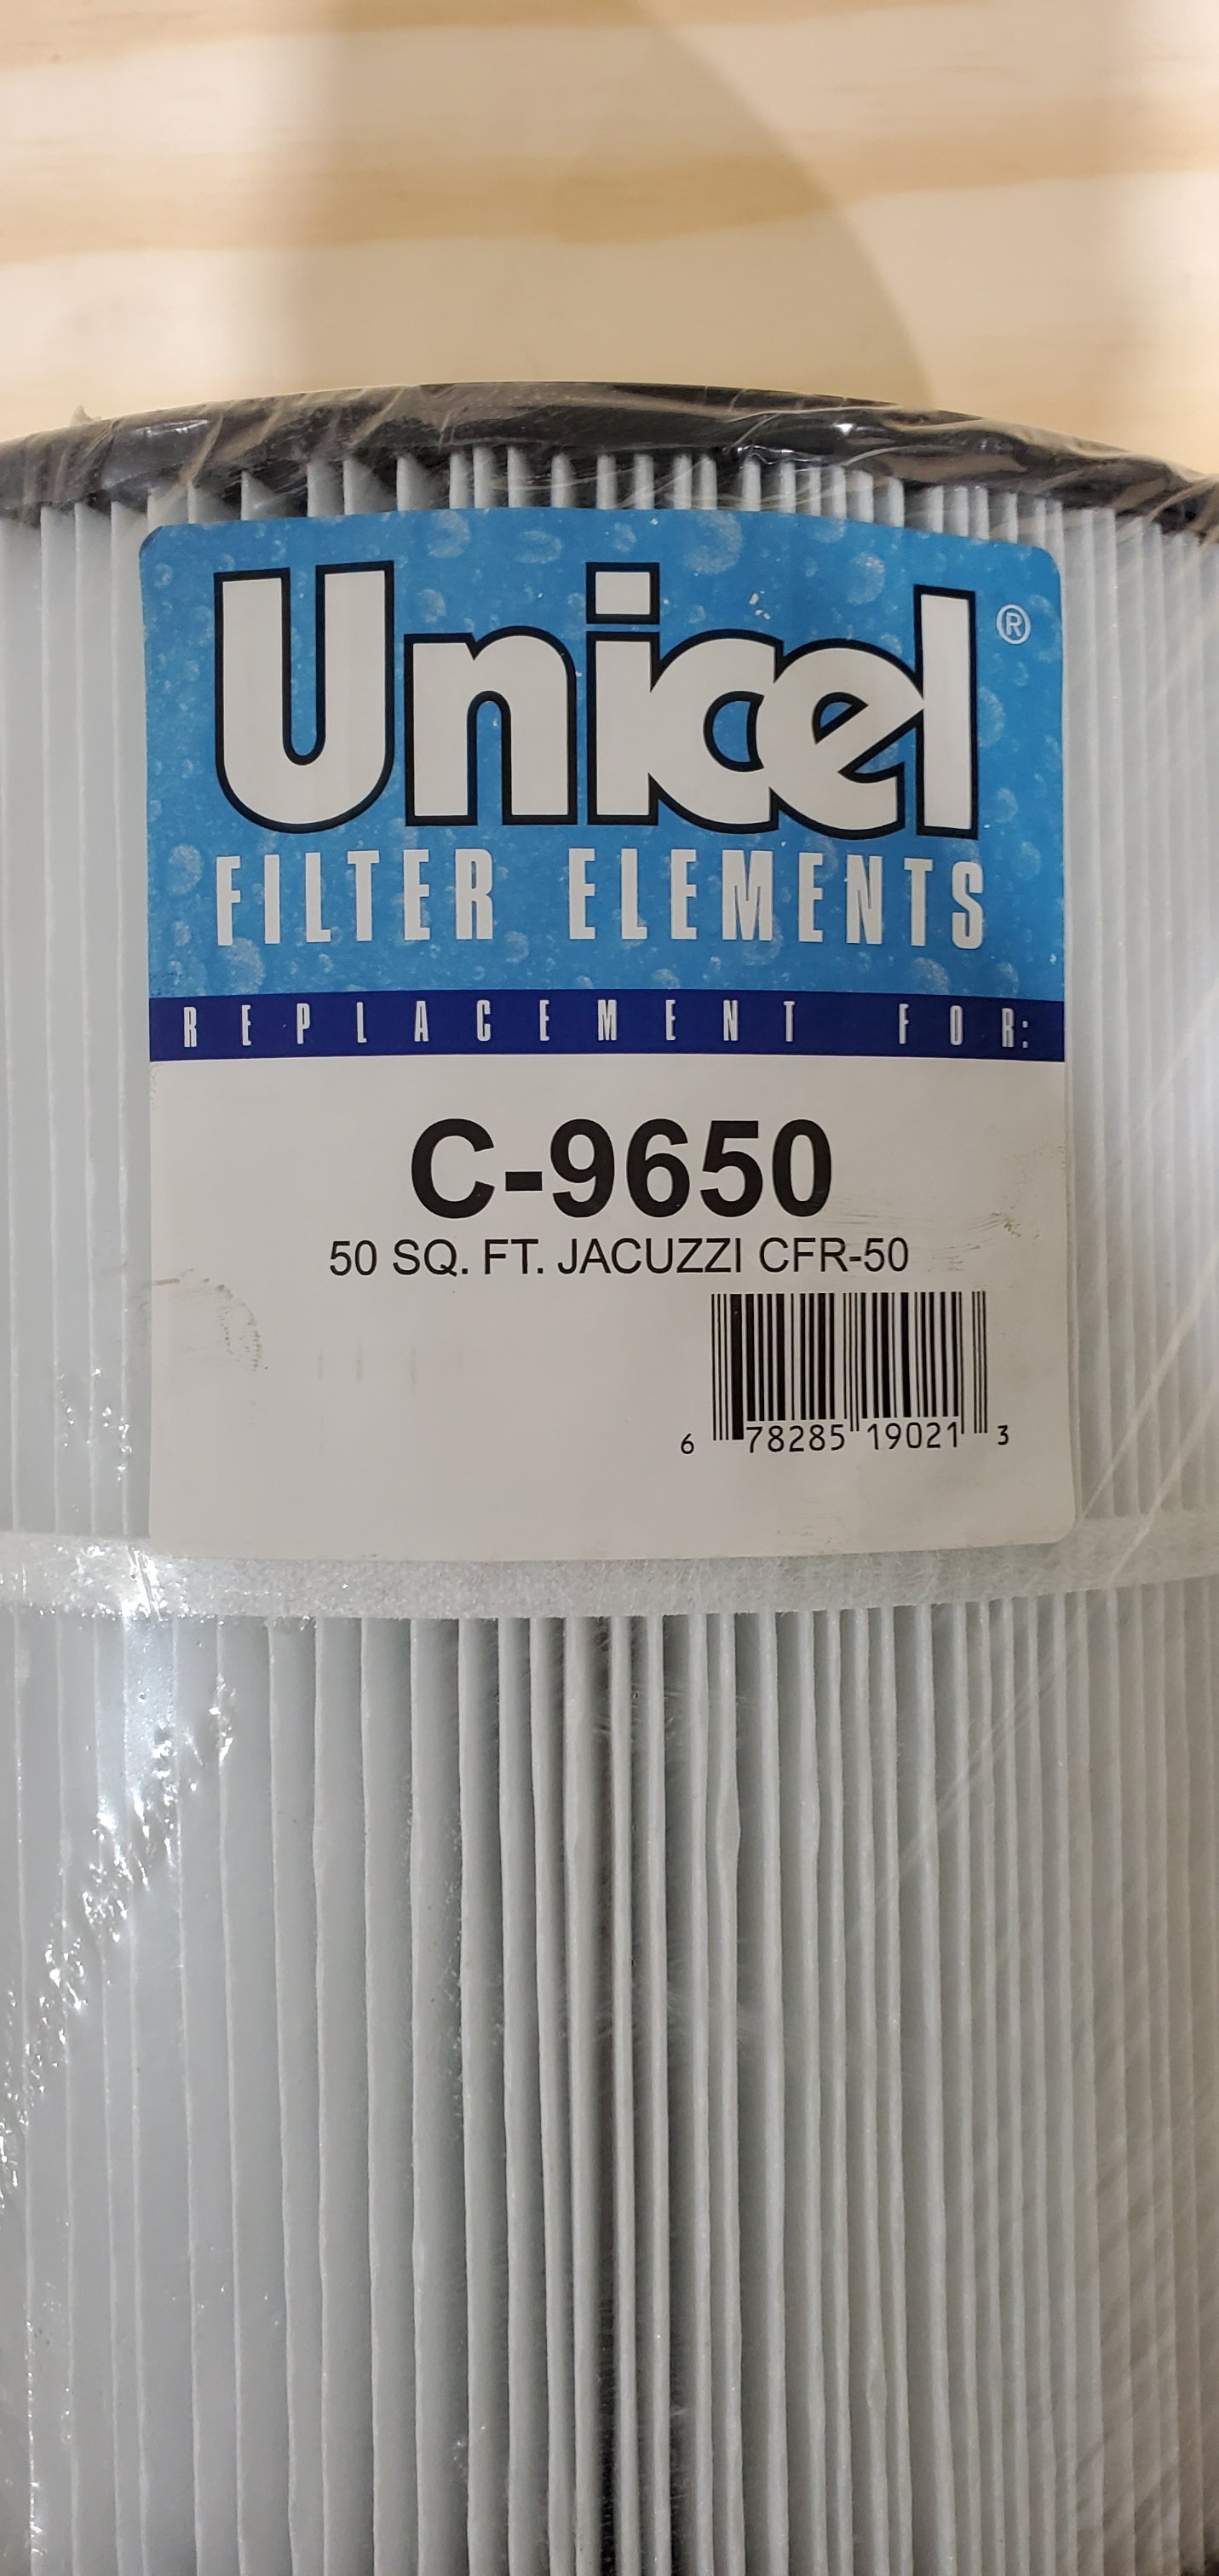 Unicel ®
FILTER ELEMENTS
REPLACEMENT FOR:
C-9650
50 SQ. FT. JACUZZI CFR-50
6 78285 19021 3